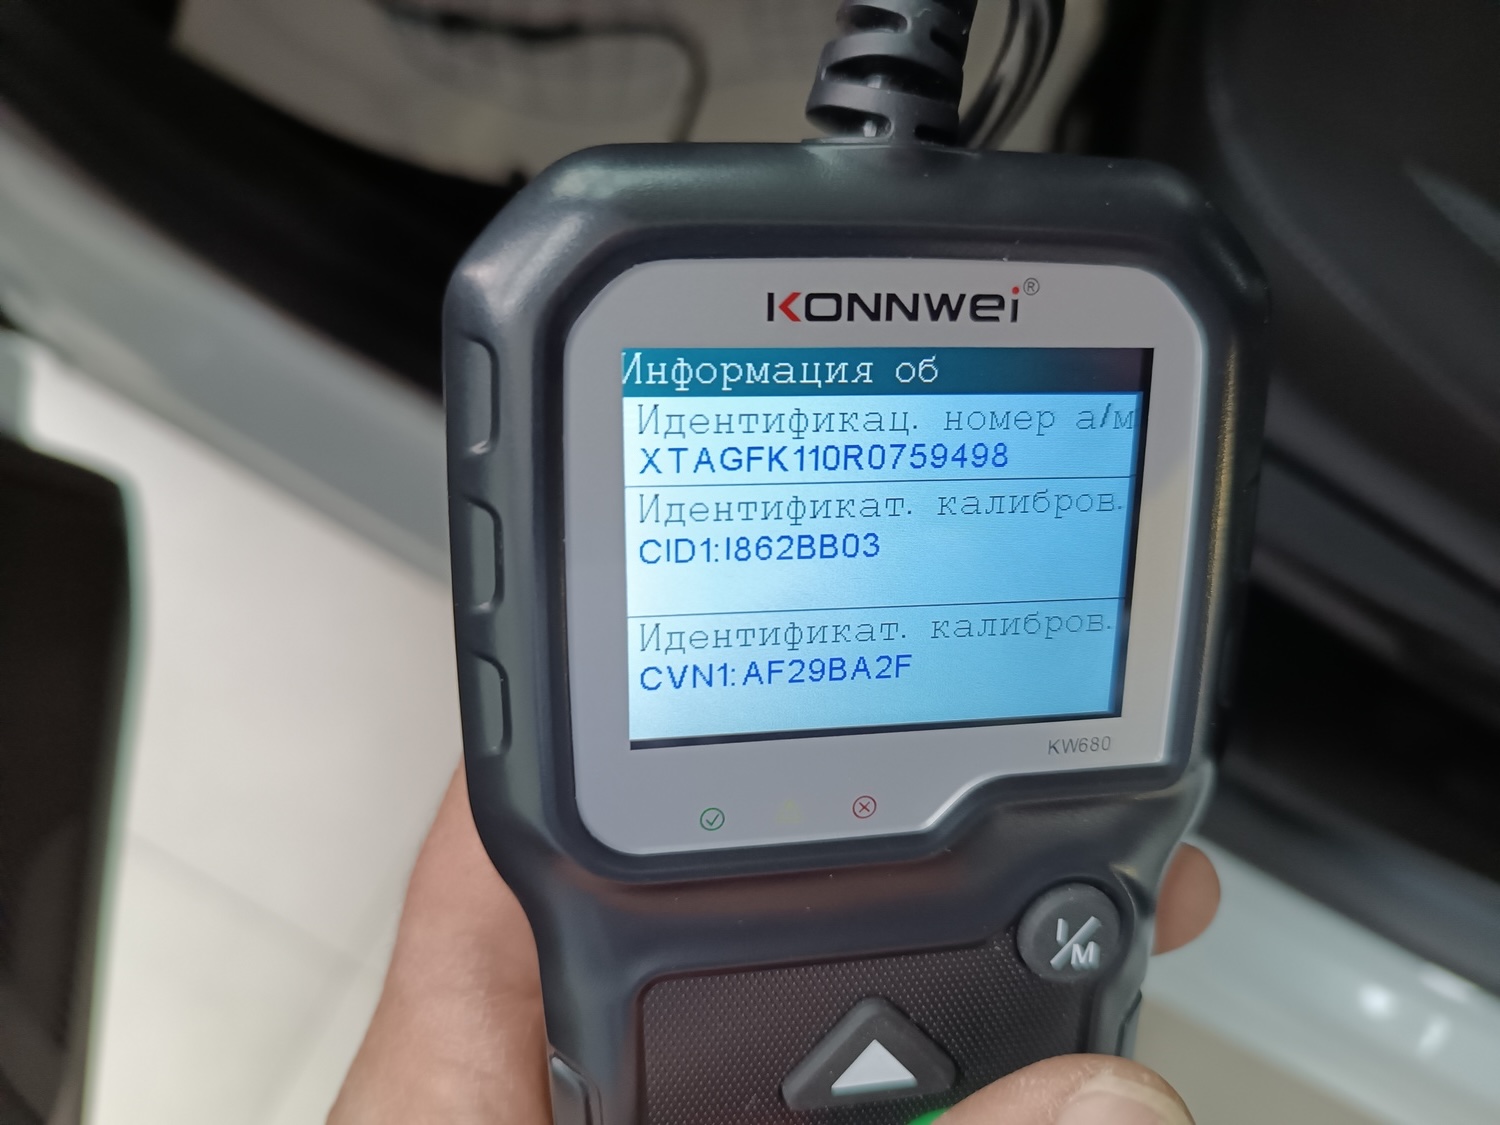 KONNWEI®
Информация об
Идентификац. номер а/м
XTAGFK110R0759498
Идентификат. калибров.
CID1:I862BB03
Идентификат. калибров.
CVN1:AF29BA2F
KW680
I/M